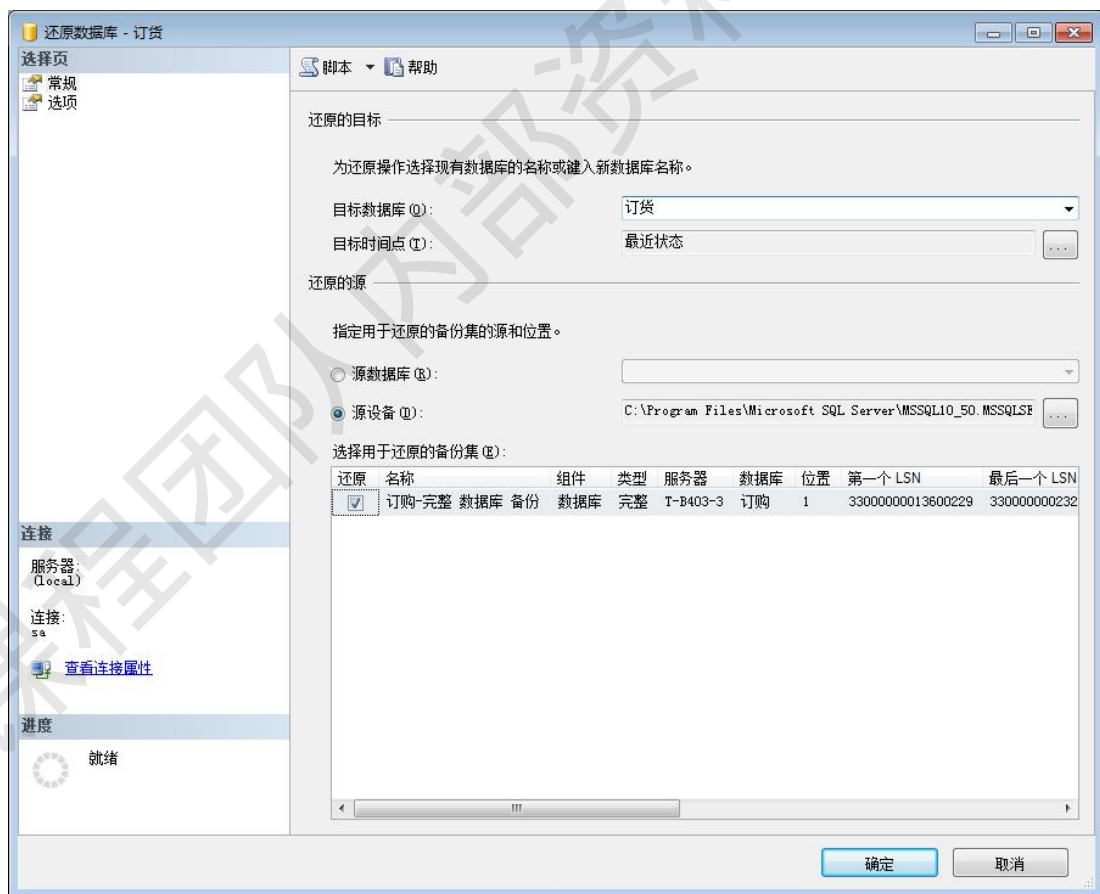 还原数据库 - 订货
选择页
常规
选项
脚本 帮助
还原的目标
为还原操作选择现有数据库的名称或键入新数据库名称。
目标数据库(O): 订货
目标时间点(T): 最近状态 ...
还原的源
指定用于还原的备份集的源和位置。
源数据库(R):
源设备(D): C:\Program Files\Microsoft SQL Server\MSSQL10_50.MSSQLSE ...
选择用于还原的备份集(E):
还原 名称 组件 类型 服务器 数据库 位置 第一个 LSN 最后一个 LSN
订购-完整 数据库 备份 数据库 完整 T-B403-3 订购 1 33000000013600229 330000000232
连接
服务器:
(local)
连接:
sa
查看连接属性
进度
就绪
确定 取消
课程团队内部资料